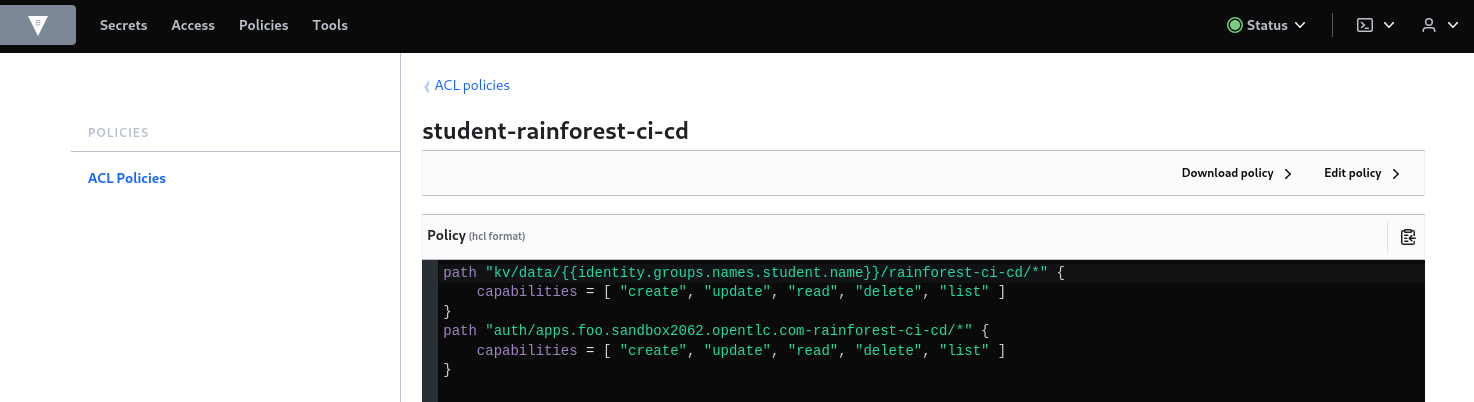 Secrets Access Policies Tools Status
ACL policies
POLICIES
student-rainforest-ci-cd
ACL Policies
Download policy Edit policy
Policy (hcl format)
path "kv/data/{{identity.groups.names.student.name}}/rainforest-ci-cd/*" {
    capabilities = [ "create", "update", "read", "delete", "list" ]
}
path "auth/apps.foo.sandbox2062.opentlc.com-rainforest-ci-cd/*" {
    capabilities = [ "create", "update", "read", "delete", "list" ]
}